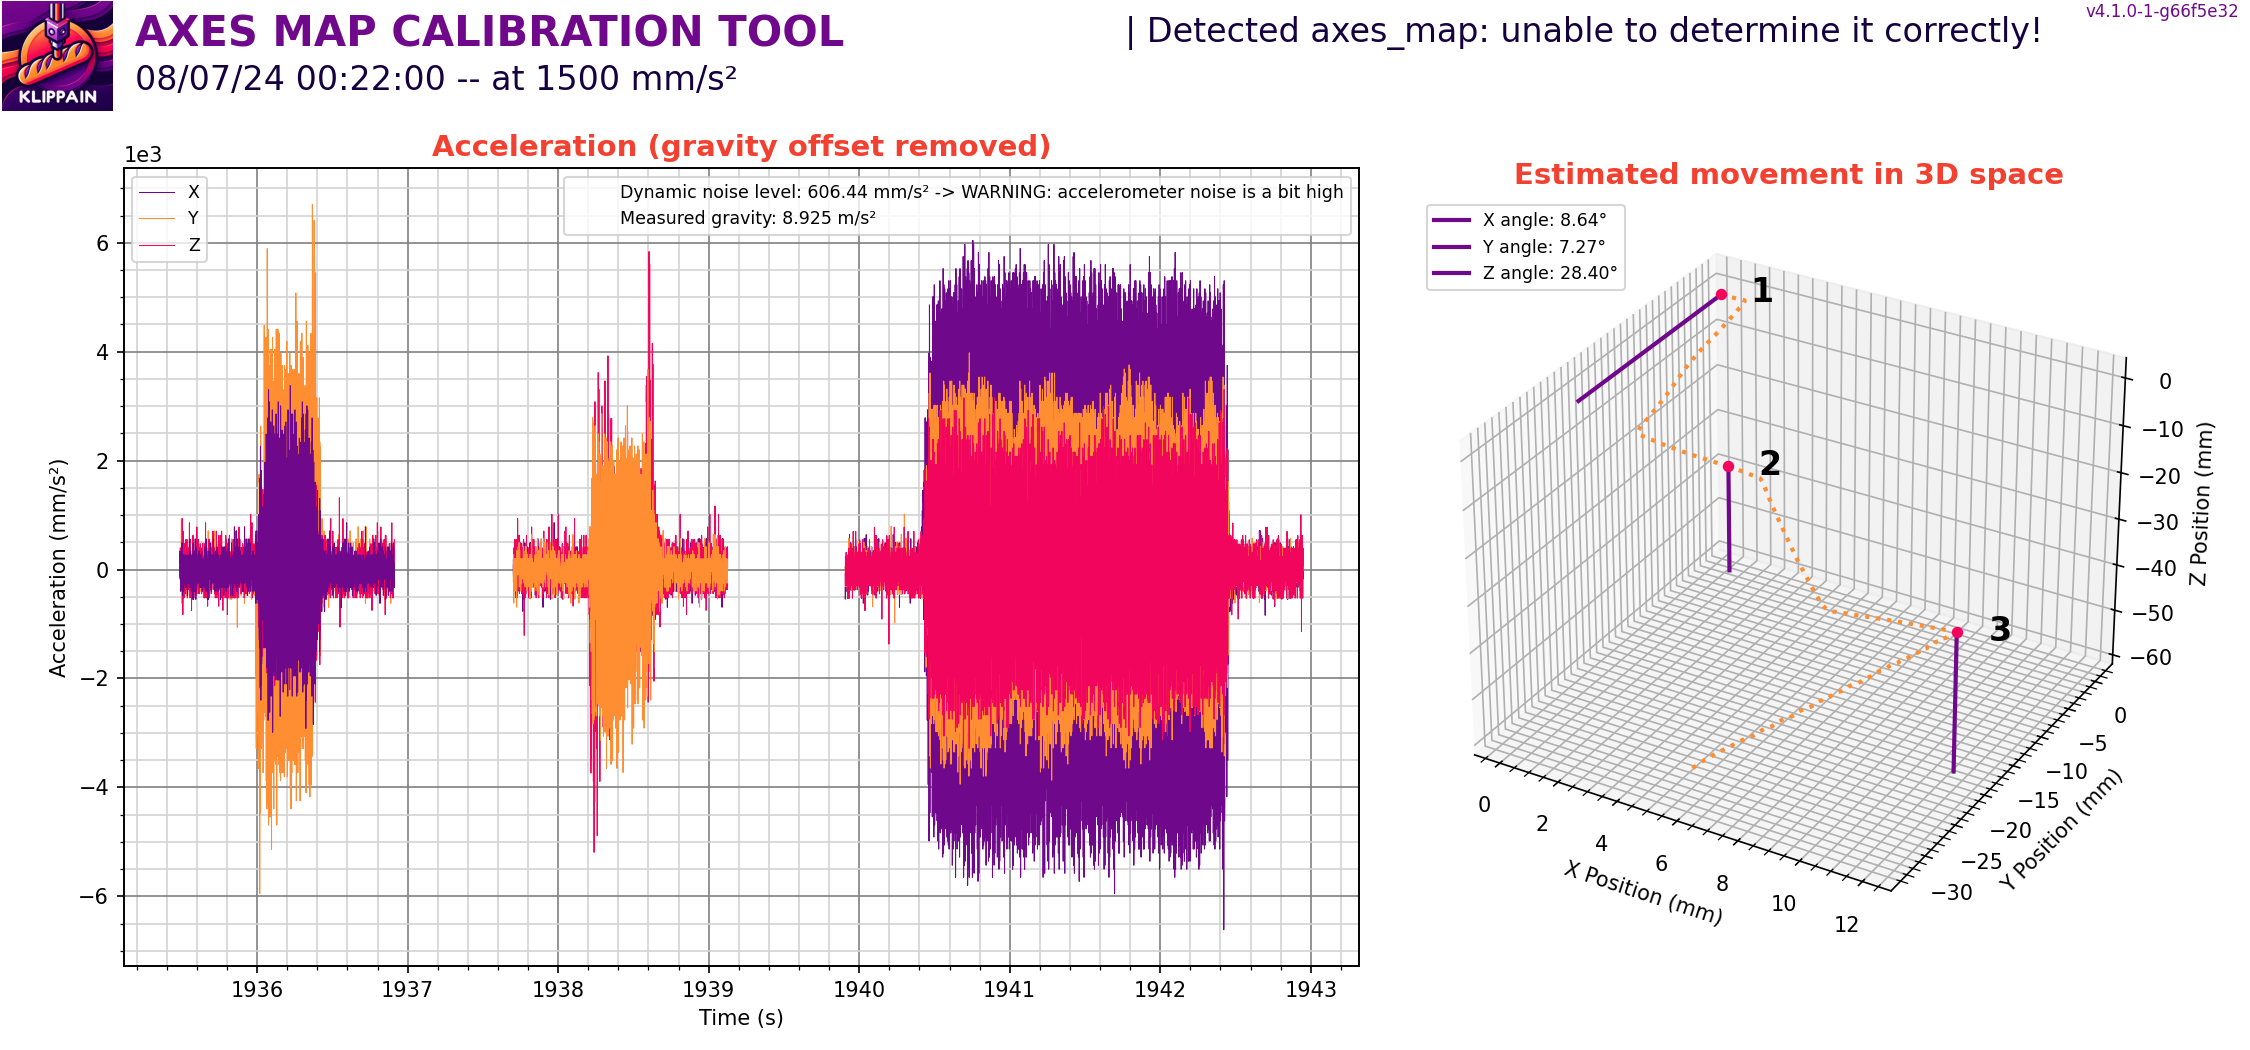 AXES MAP CALIBRATION TOOL
| Detected axes_map: unable to determine it correctly!
v4.1.0-1-g66f5e32
08/07/24 00:22:00 -- at 1500 mm/s²
KLIPPAIN
Acceleration (gravity offset removed)
1e3
X
Y
Z
Dynamic noise level: 606.44 mm/s² -> WARNING: accelerometer noise is a bit high
Measured gravity: 8.925 m/s²
6
4
2
0
−2
−4
−6
Acceleration (mm/s²)
1936
1937
1938
1939
1940
1941
1942
1943
Time (s)
Estimated movement in 3D space
X angle: 8.64°
Y angle: 7.27°
Z angle: 28.40°
1
2
3
0
−10
−20
−30
−40
−50
−60
Z Position (mm)
0
−5
−10
−15
−20
−25
−30
Y Position (mm)
0
2
4
6
8
10
12
X Position (mm)